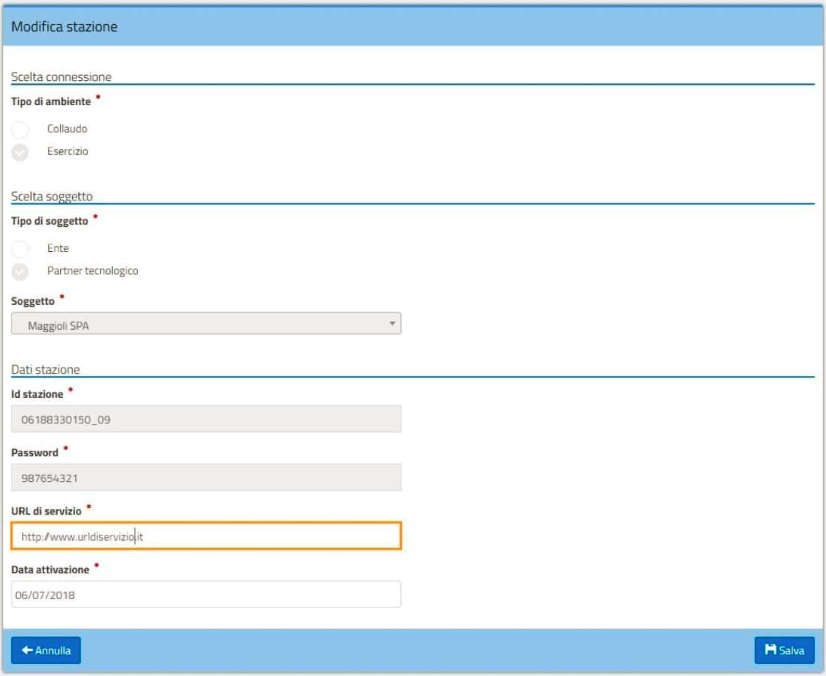 Modifica stazione
Scelta connessione
Tipo di ambiente *
Collaudo
Esercizio
Scelta soggetto
Tipo di soggetto *
Ente
Partner tecnologico
Soggetto *
Maggioli SPA
Dati stazione
Id stazione *
06188330150_09
Password *
987654321
URL di servizio *
http://www.urldiservizio.it
Data attivazione *
06/07/2018
Annulla
Salva